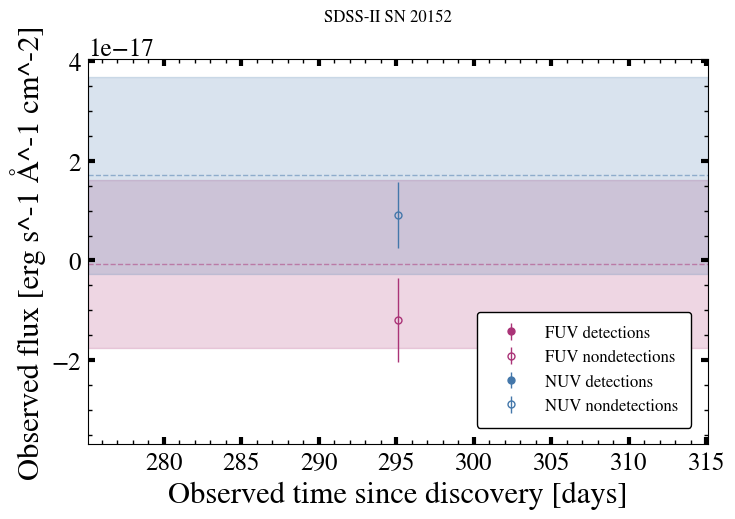 SDSS-II SN 20152
1e−17
4
2
0
−2
Observed flux [erg s^-1 Å^-1 cm^-2]
FUV detections
FUV nondetections
NUV detections
NUV nondetections
280 285 290 295 300 305 310 315
Observed time since discovery [days]